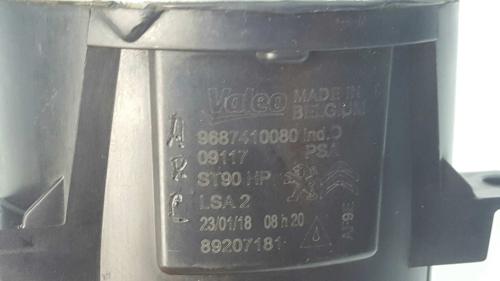 Valeo MADE IN BELGIUM
A 9687410080 Ind.D
R 09117 PSA
ST90 HP
C LSA 2
23/01/18 08 h 20
89207181